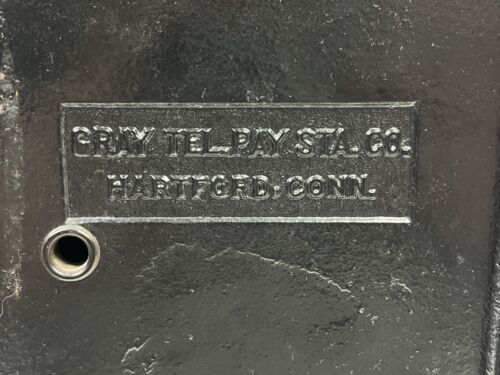 GRAY TEL. PAY STA. CO.
HARTFORD, CONN.